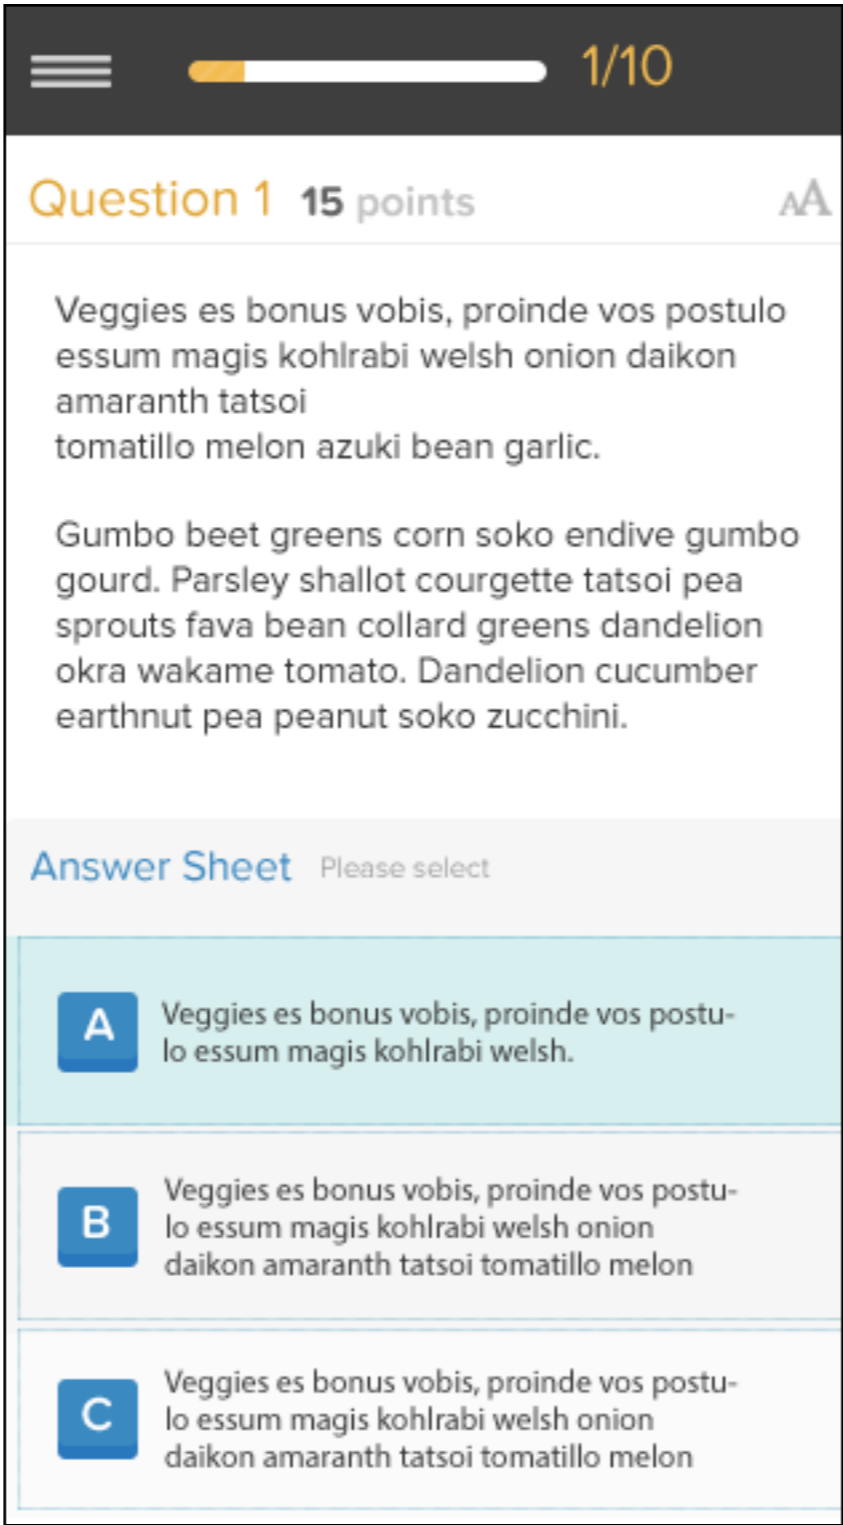 1/10
Question 1 15 points AA
Veggies es bonus vobis, proinde vos postulo
essum magis kohlrabi welsh onion daikon
amaranth tatsoi
tomatillo melon azuki bean garlic.
Gumbo beet greens corn soko endive gumbo
gourd. Parsley shallot courgette tatsoi pea
sprouts fava bean collard greens dandelion
okra wakame tomato. Dandelion cucumber
earthnut pea peanut soko zucchini.
Answer Sheet Please select
A
Veggies es bonus vobis, proinde vos postu-
lo essum magis kohlrabi welsh.
B
Veggies es bonus vobis, proinde vos postu-
lo essum magis kohlrabi welsh onion
daikon amaranth tatsoi tomatillo melon
C
Veggies es bonus vobis, proinde vos postu-
lo essum magis kohlrabi welsh onion
daikon amaranth tatsoi tomatillo melon